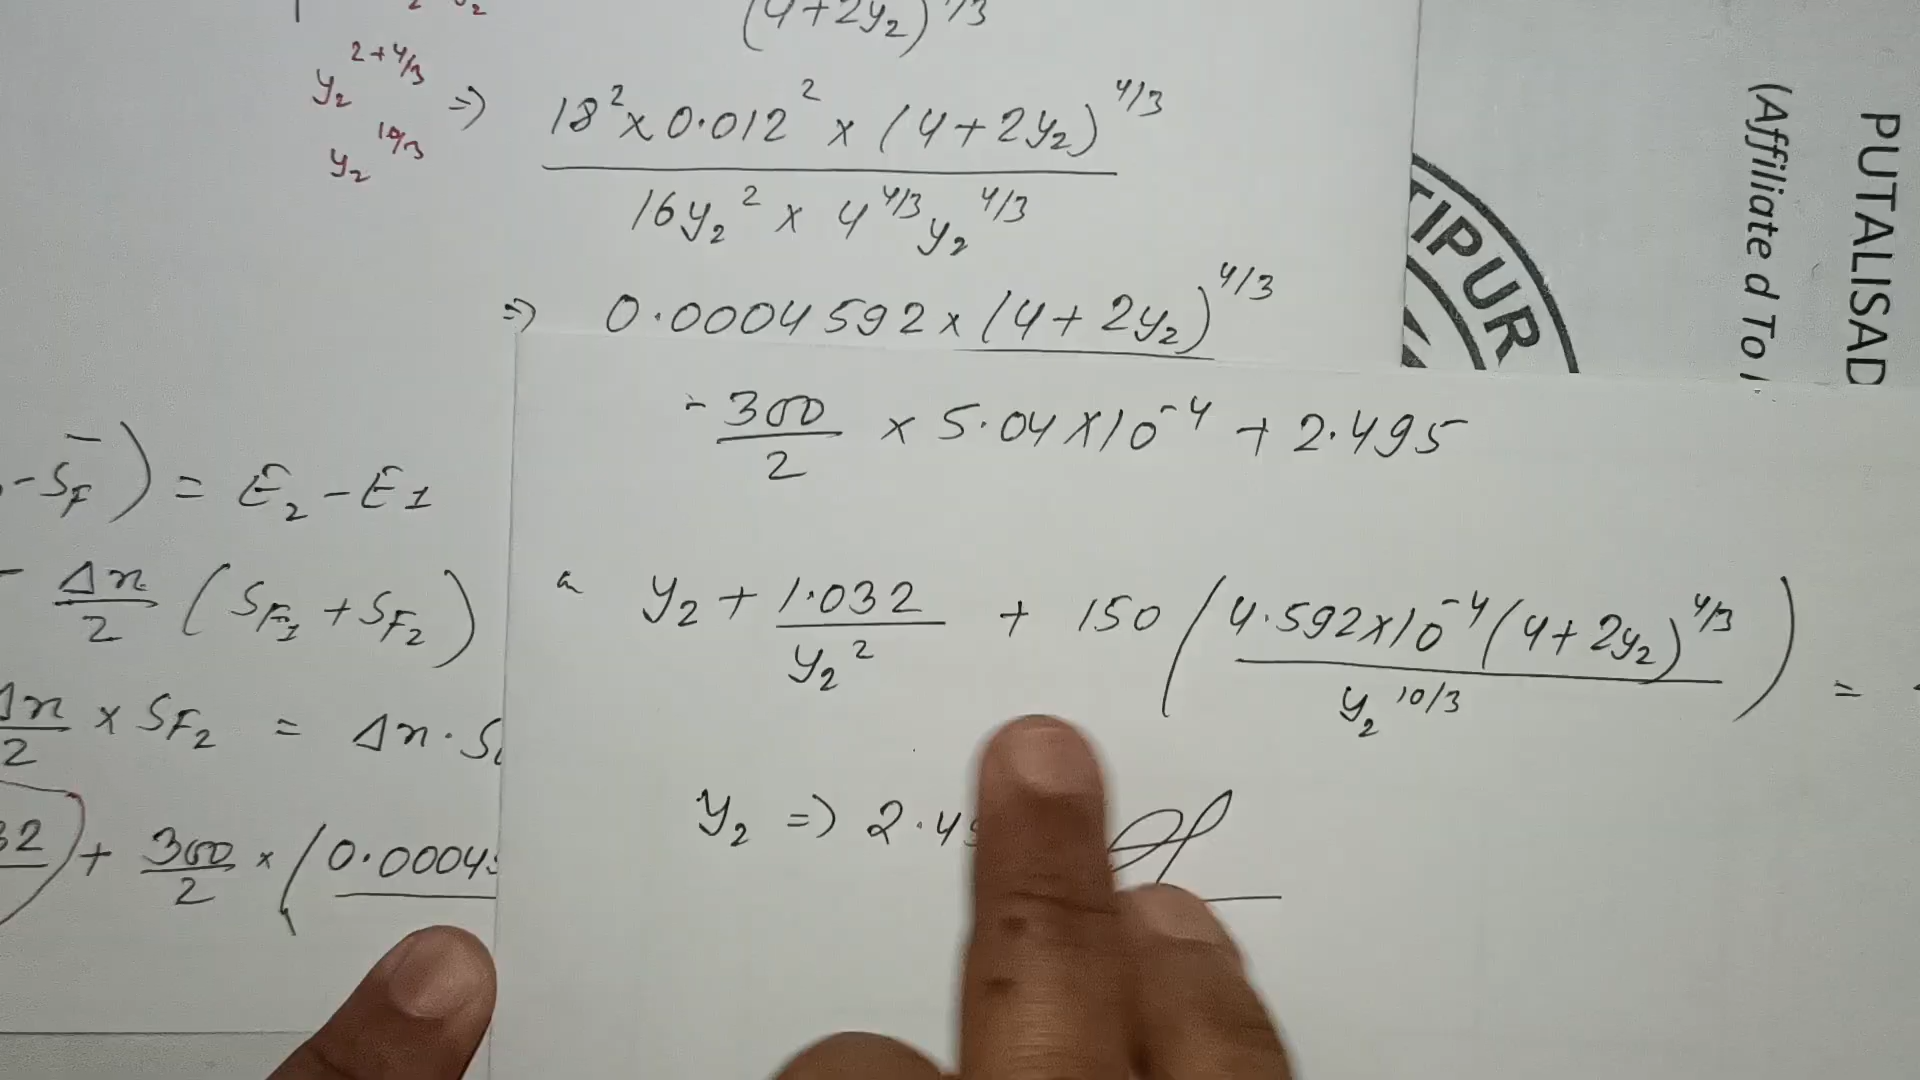 (4+2y₂)^4/3
y₂^2+4/3
y₂^10/3
=> 18² x 0.012² x (4+2y₂)^4/3
16y₂² x 4^4/3 y₂^4/3
=> 0.0004592 x (4+2y₂)^4/3
- 300/2 x 5.04 x 10^-4 + 2.495
-S_F) = E₂ - E1
- Δx/2 (S_F₁ + S_F₂)
y₂ + 1.032/y₂² + 150 (4.592x10^-4 (4+2y₂)^4/3 / y₂^10/3) =
Δx/2 x S_F₂ = Δx.S
y₂ => 2.4
32 ) + 300/2 x (0.0004
TIPUR
(Affiliate d To
PUTALISAD